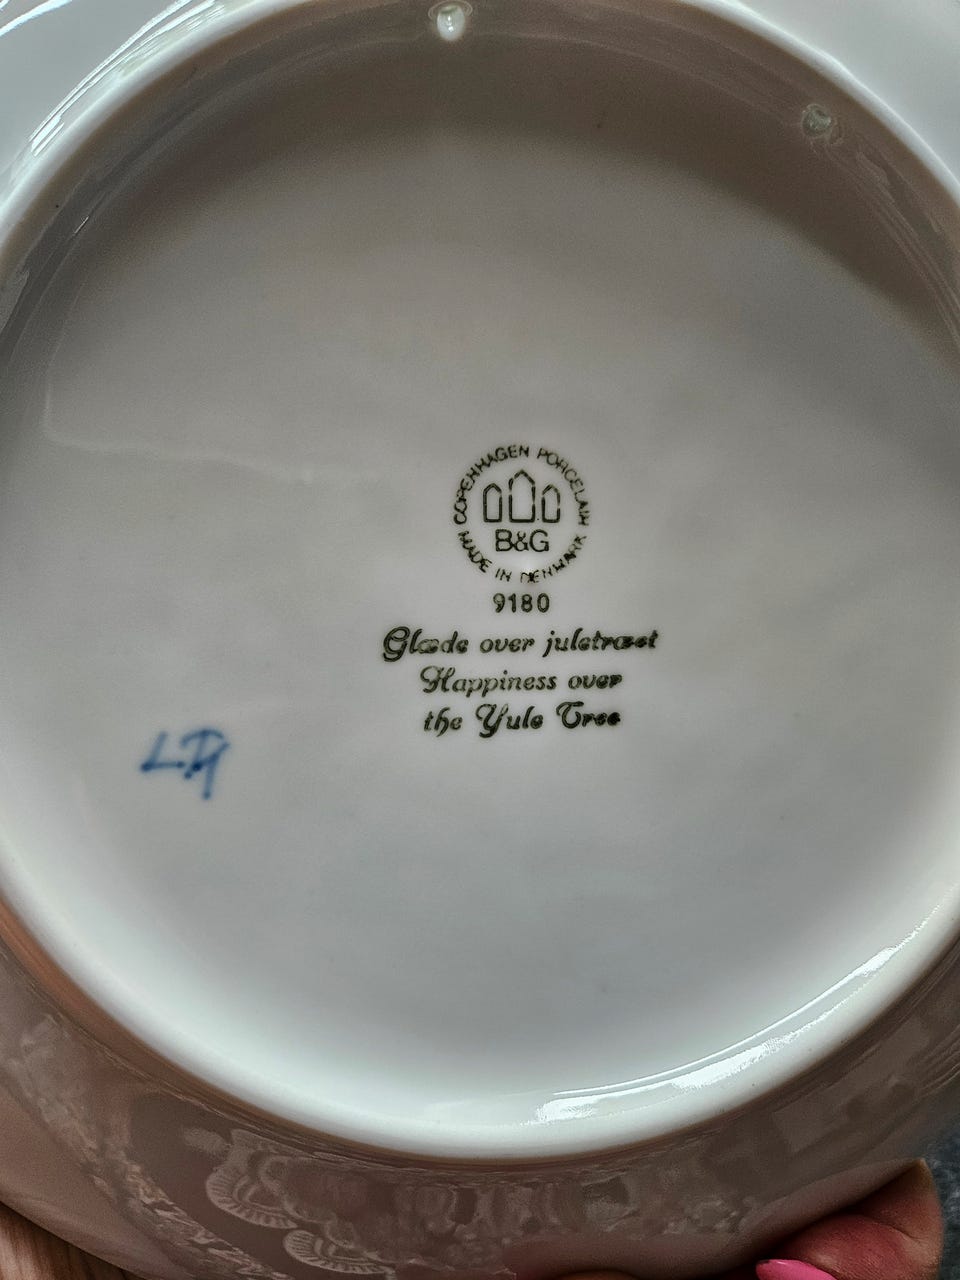 COPENHAGEN PORCELAIN
B&G
MADE IN DENMARK
9180
Glæde over juletræet
Happiness over
the Yule Tree